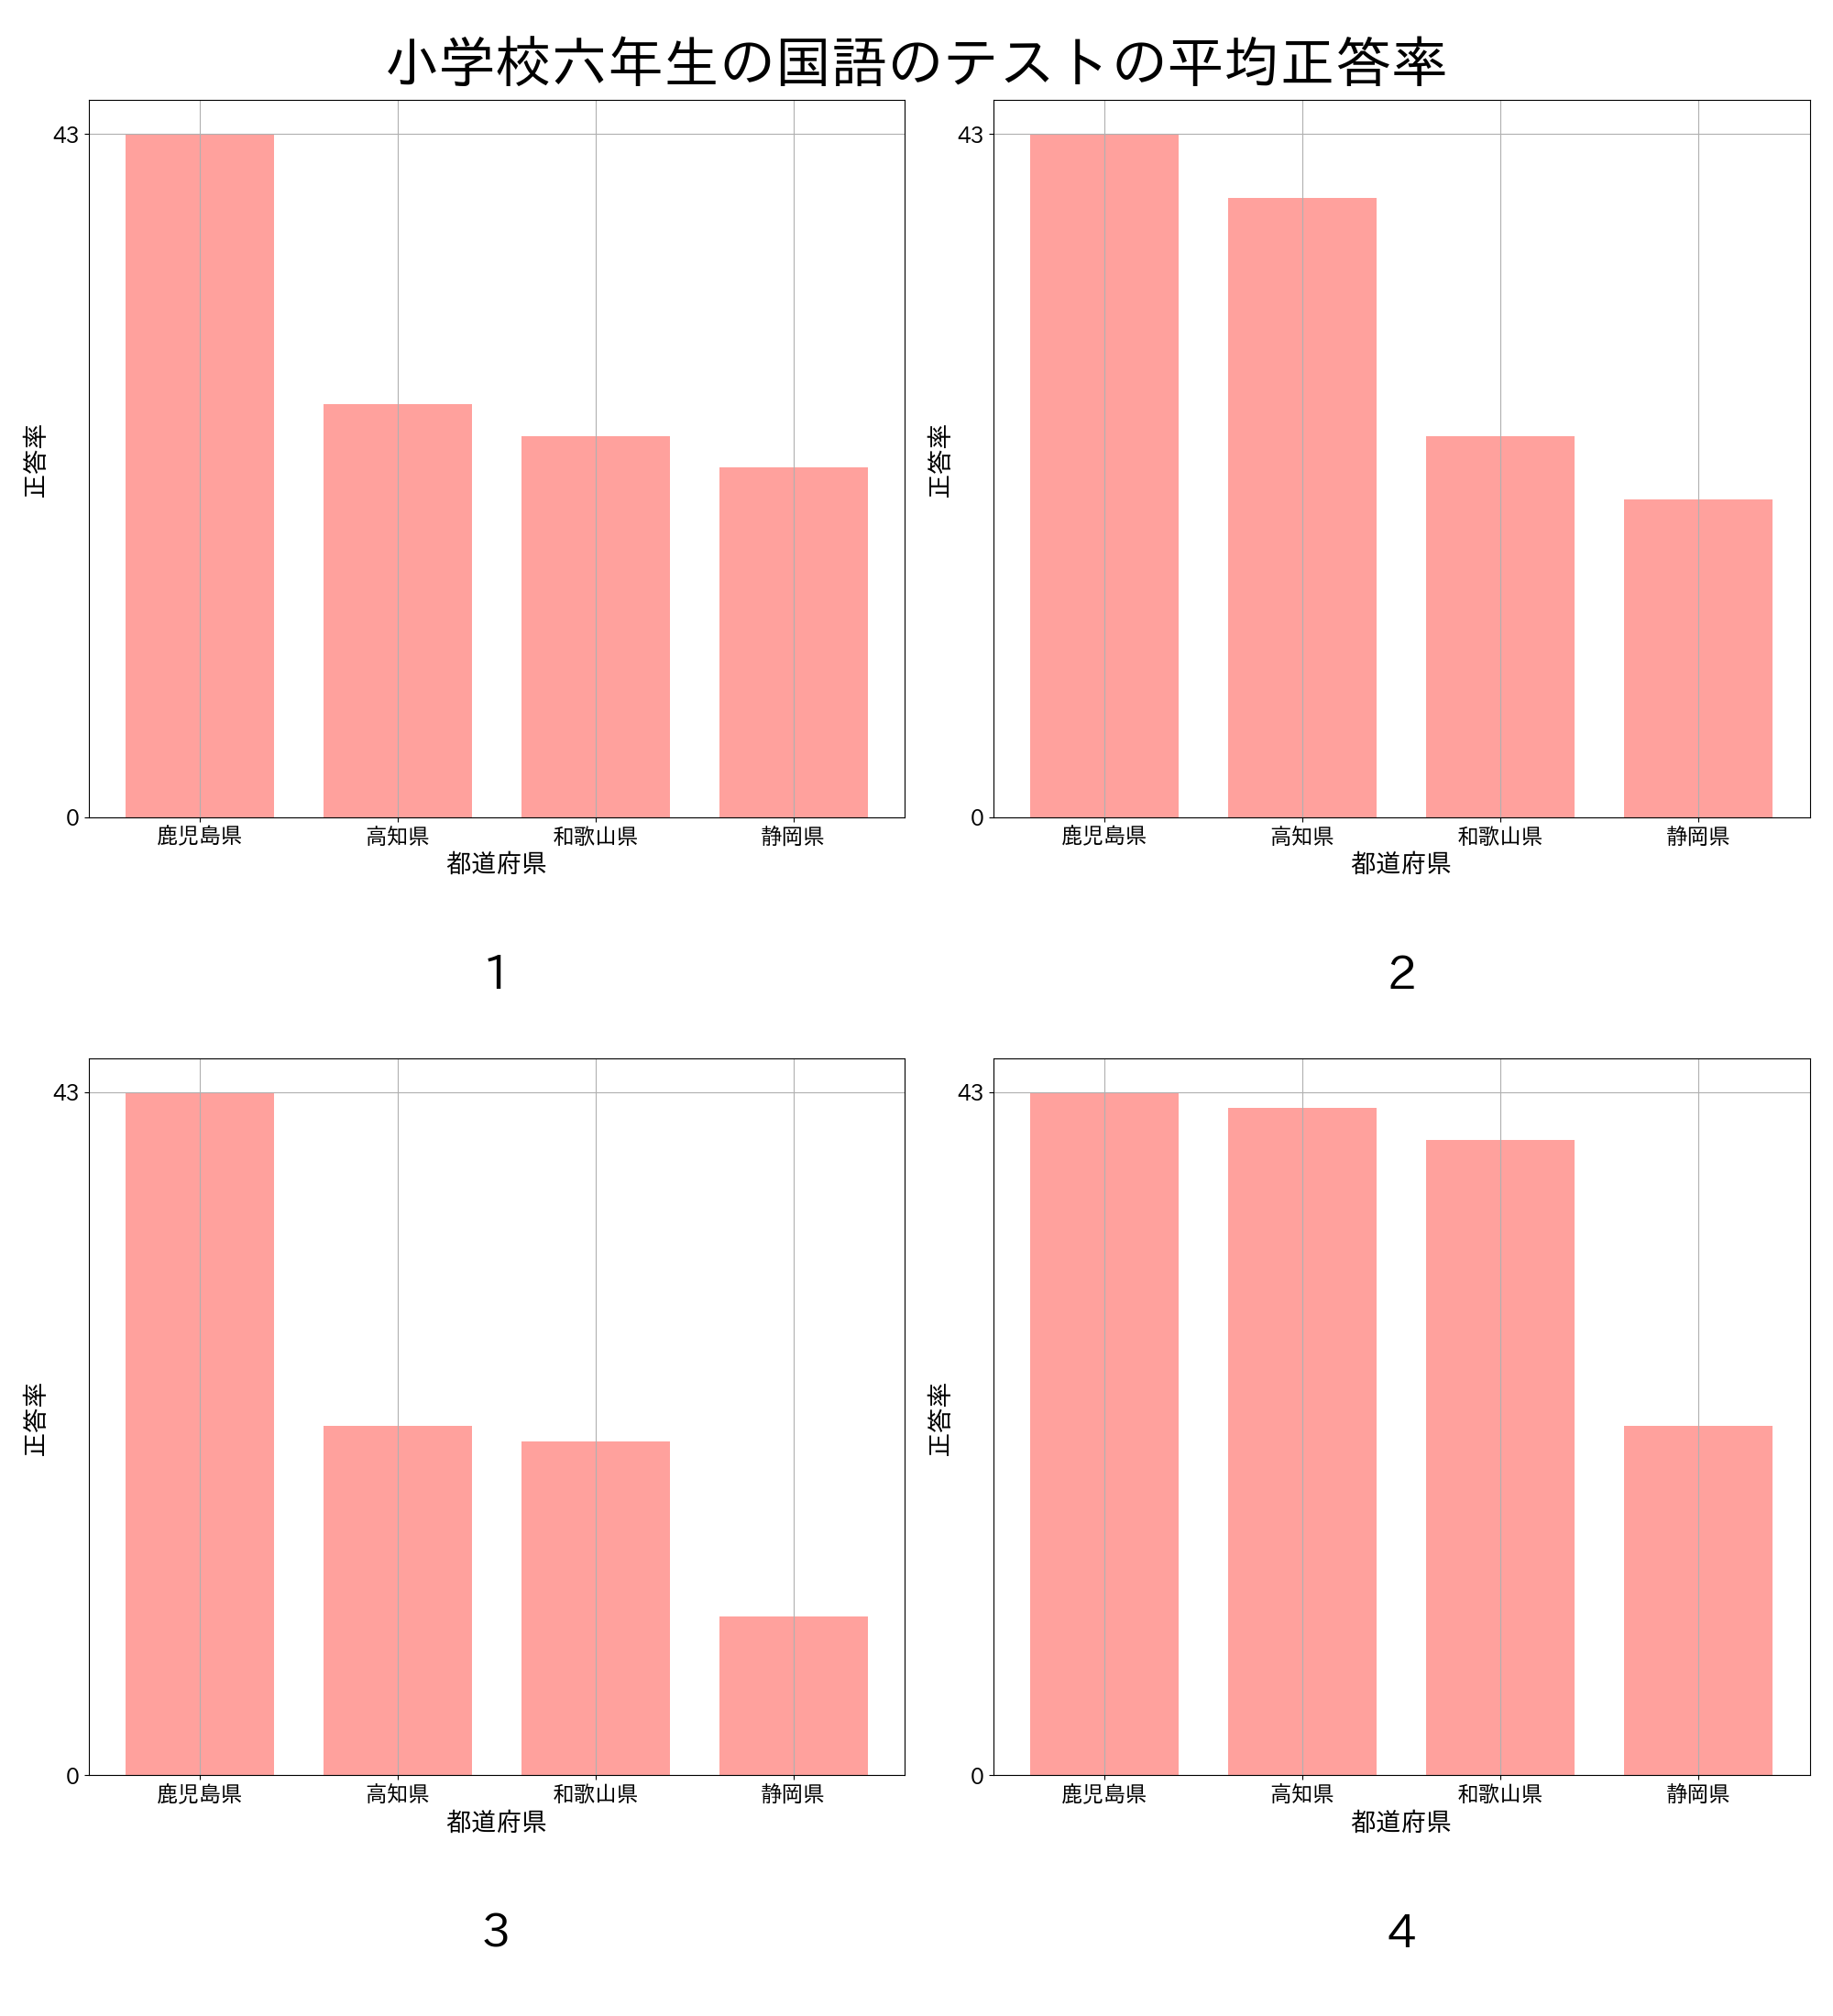 小学校六年生の国語のテストの平均正答率
43
正答率
0
鹿児島県 高知県 和歌山県 静岡県
都道府県
1
43
正答率
0
鹿児島県 高知県 和歌山県 静岡県
都道府県
2
43
正答率
0
鹿児島県 高知県 和歌山県 静岡県
都道府県
3
43
正答率
0
鹿児島県 高知県 和歌山県 静岡県
都道府県
4